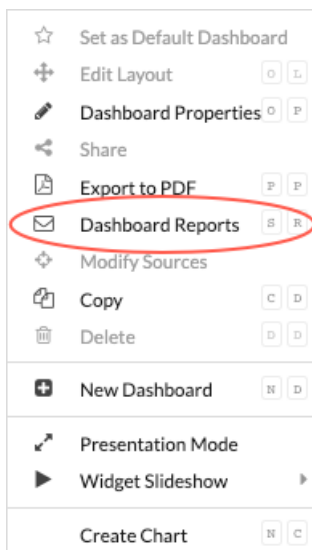 Set as Default Dashboard
Edit Layout O L
Dashboard Properties O P
Share
Export to PDF P P
Dashboard Reports S R
Modify Sources
Copy C D
Delete D D
New Dashboard N D
Presentation Mode
Widget Slideshow
Create Chart N C